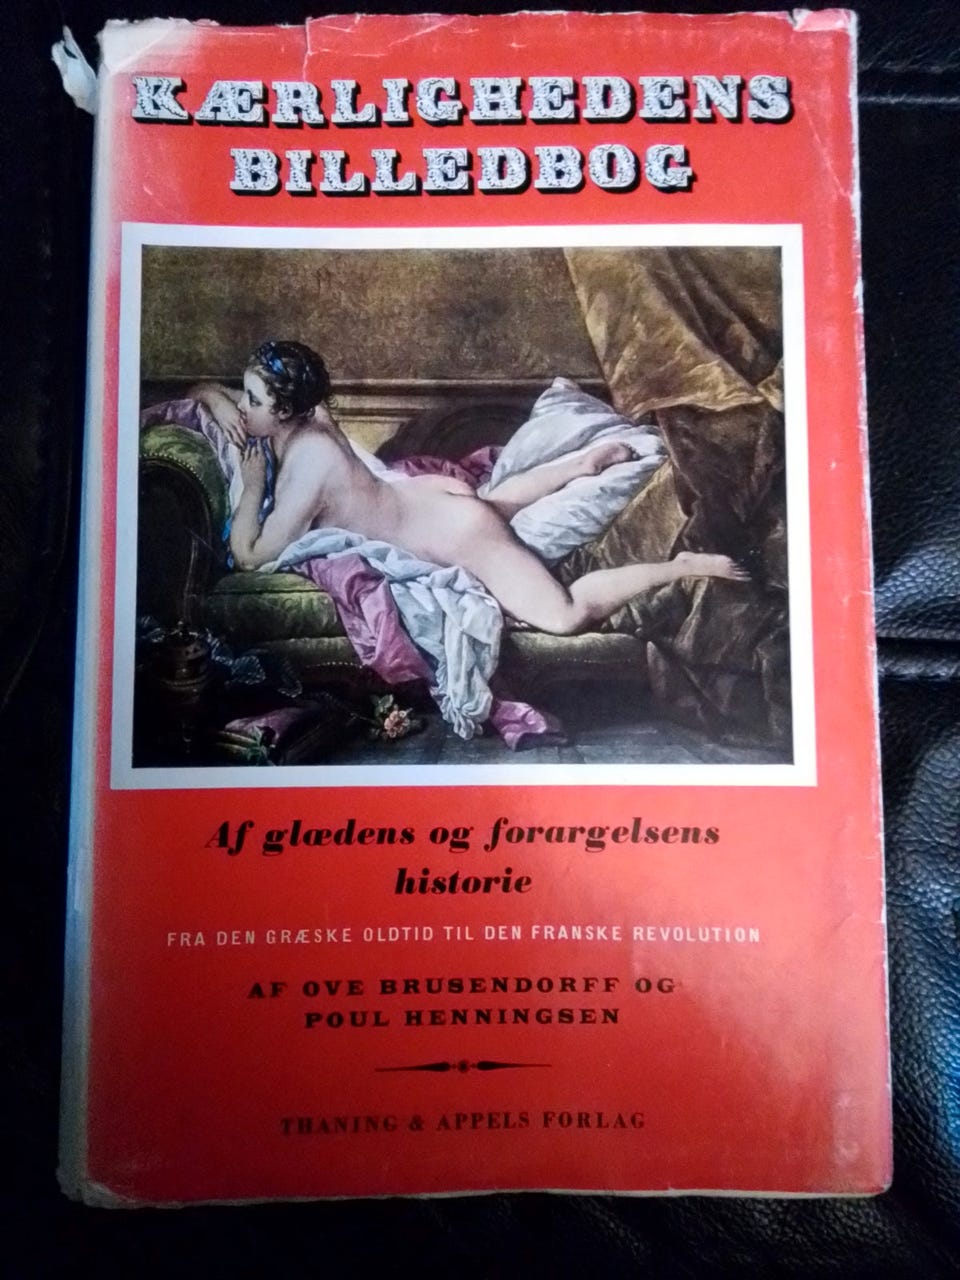 KÆRLIGHEDENS
BILLEDBOG
Af glædens og forargelsens
historie
FRA DEN GRÆSKE OLDTID TIL DEN FRANSKE REVOLUTION
AF OVE BRUSENDORFF OG
POUL HENNINGSEN
THANING & APPELS FORLAG